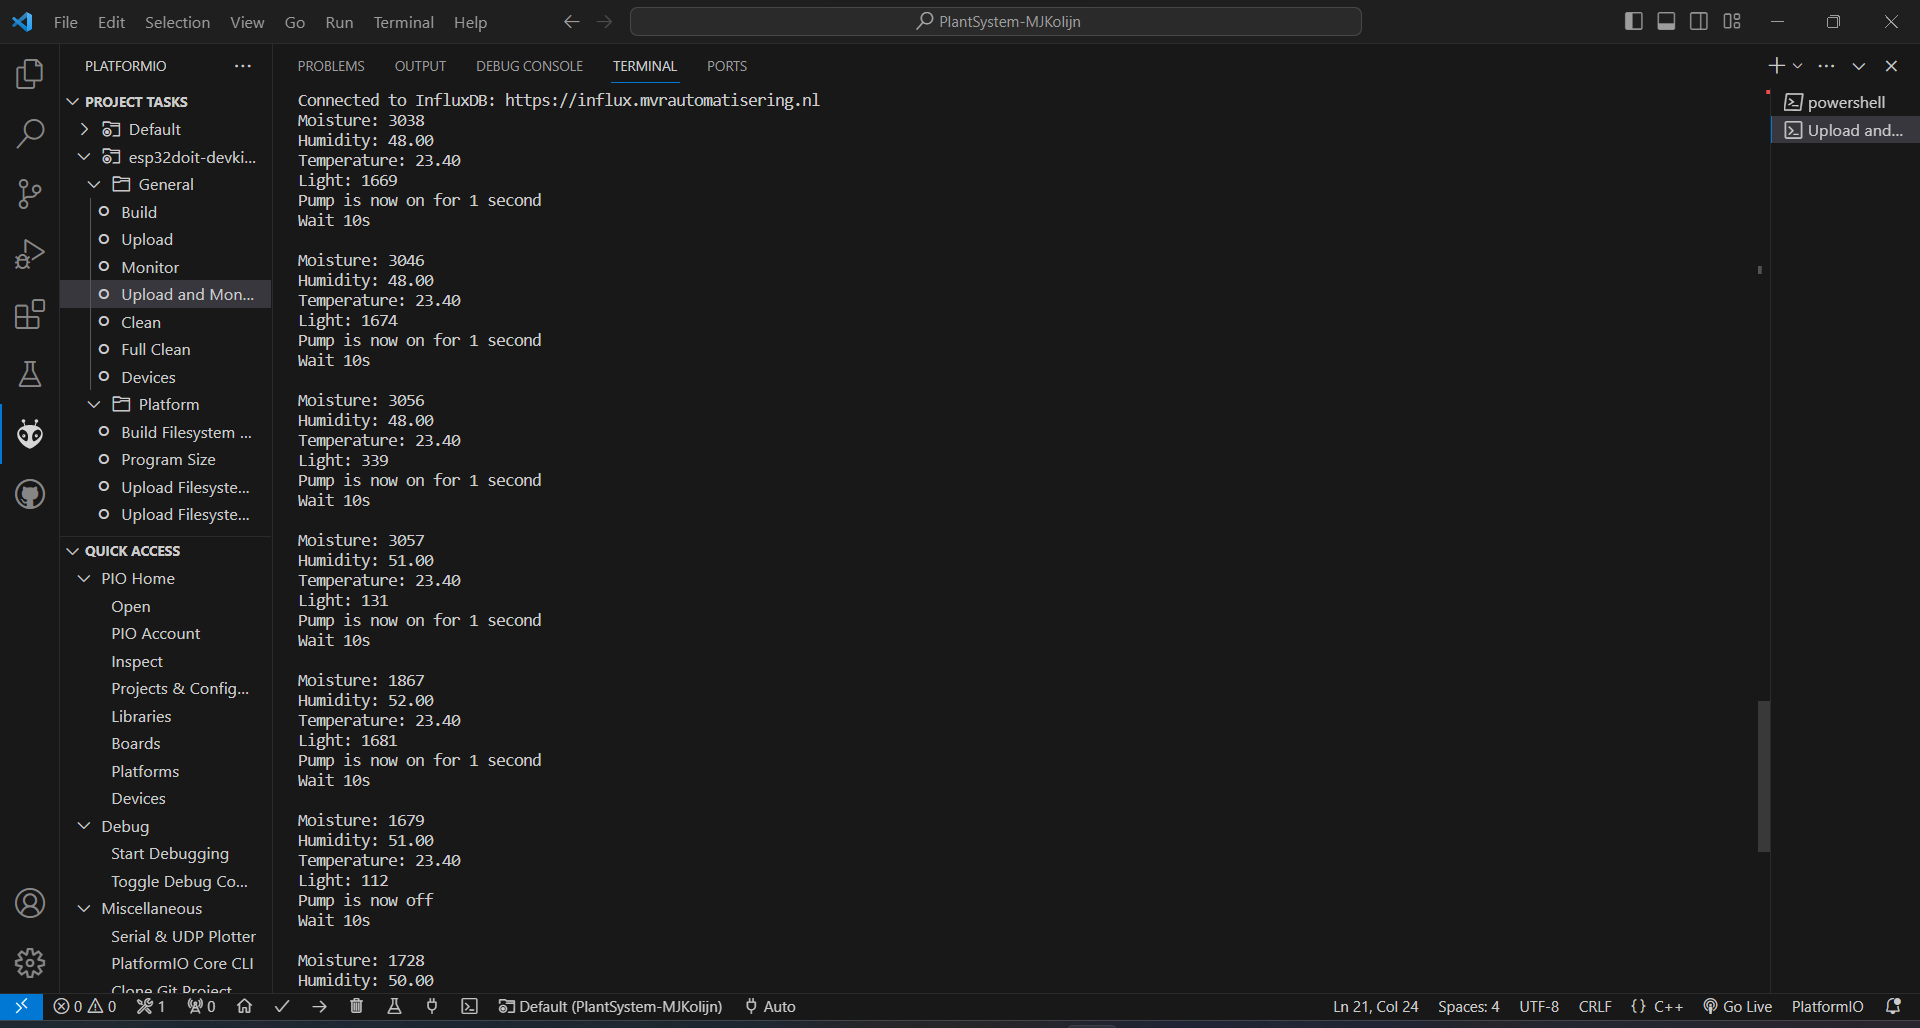 File Edit Selection View Go Run Terminal Help
PlantSystem-MJKolijn
PLATFORMIO
PROJECT TASKS
Default
esp32doit-devki...
General
Build
Upload
Monitor
Upload and Mon...
Clean
Full Clean
Devices
Platform
Build Filesystem ...
Program Size
Upload Filesyste...
Upload Filesyste...
QUICK ACCESS
PIO Home
Open
PIO Account
Inspect
Projects & Config...
Libraries
Boards
Platforms
Devices
Debug
Start Debugging
Toggle Debug Co...
Miscellaneous
Serial & UDP Plotter
PlatformIO Core CLI
Clone Git Project
PROBLEMS OUTPUT DEBUG CONSOLE TERMINAL PORTS
Connected to InfluxDB: https://influx.mvrautomatisering.nl
Moisture: 3038
Humidity: 48.00
Temperature: 23.40
Light: 1669
Pump is now on for 1 second
Wait 10s
Moisture: 3046
Humidity: 48.00
Temperature: 23.40
Light: 1674
Pump is now on for 1 second
Wait 10s
Moisture: 3056
Humidity: 48.00
Temperature: 23.40
Light: 339
Pump is now on for 1 second
Wait 10s
Moisture: 3057
Humidity: 51.00
Temperature: 23.40
Light: 131
Pump is now on for 1 second
Wait 10s
Moisture: 1867
Humidity: 52.00
Temperature: 23.40
Light: 1681
Pump is now on for 1 second
Wait 10s
Moisture: 1679
Humidity: 51.00
Temperature: 23.40
Light: 112
Pump is now off
Wait 10s
Moisture: 1728
Humidity: 50.00
powershell
Upload and...
0 0 1 0 Default (PlantSystem-MJKolijn) Auto Ln 21, Col 24 Spaces: 4 UTF-8 CRLF {} C++ Go Live PlatformIO